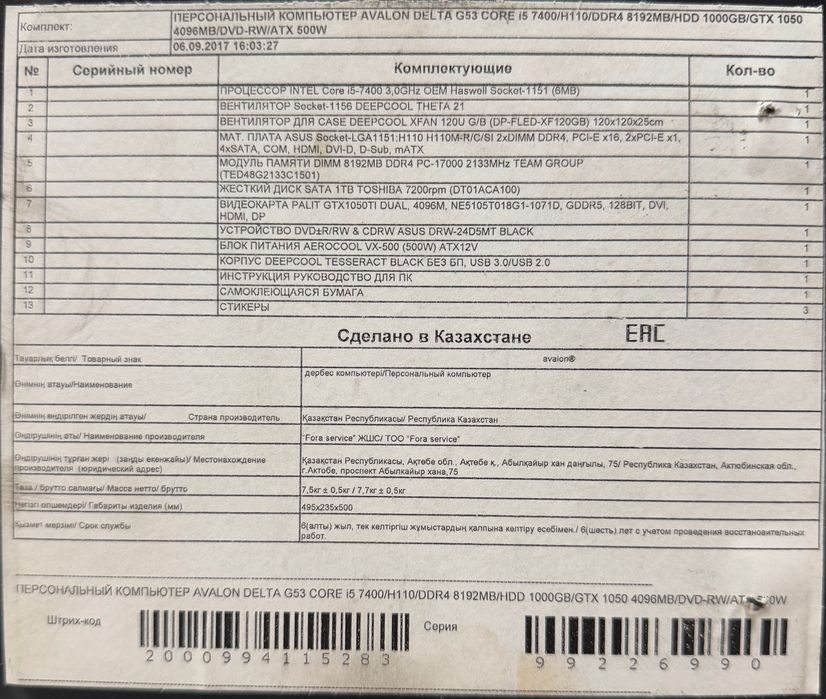 Комплект: ПЕРСОНАЛЬНЫЙ КОМПЬЮТЕР AVALON DELTA G53 CORE i5 7400/H110/DDR4 8192MB/HDD 1000GB/GTX 1050
4096MB/DVD-RW/ATX 500W
Дата изготовления 06.09.2017 16:03:27
№ Серийный номер Комплектующие Кол-во
1 ПРОЦЕССОР INTEL Core i5-7400 3,0GHz OEM Haswell Socket-1151 (6MB) 1
2 ВЕНТИЛЯТОР Socket-1156 DEEPCOOL THETA 21 1
3 ВЕНТИЛЯТОР ДЛЯ CASE DEEPCOOL XFAN 120U G/B (DP-FLED-XF120GB) 120x120x25cm 1
4 МАТ. ПЛАТА ASUS Socket-LGA1151:H110 H110M-R/C/SI 2xDIMM DDR4, PCI-E x16, 2xPCI-E x1, 1
4xSATA, COM, HDMI, DVI-D, D-Sub, mATX
5 МОДУЛЬ ПАМЯТИ DIMM 8192MB DDR4 PC-17000 2133MHz TEAM GROUP 1
(TED48G2133C1501)
6 ЖЕСТКИЙ ДИСК SATA 1TB TOSHIBA 7200rpm (DT01ACA100) 1
7 ВИДЕОКАРТА PALIT GTX1050TI DUAL, 4096M, NE5105T018G1-1071D, GDDR5, 128BIT, DVI, 1
HDMI, DP
8 УСТРОЙСТВО DVD±R/RW & CDRW ASUS DRW-24D5MT BLACK 1
9 БЛОК ПИТАНИЯ AEROCOOL VX-500 (500W) ATX12V 1
10 КОРПУС DEEPCOOL TESSERACT BLACK БЕЗ БП, USB 3.0/USB 2.0 1
11 ИНСТРУКЦИЯ РУКОВОДСТВО ДЛЯ ПК 1
12 САМОКЛЕЮЩАЯСЯ БУМАГА 1
13 СТИКЕРЫ 3
Сделано в Казахстане ЕАС
Тауарлық белгі/ Товарный знак avalon®
Өнімнің атауы/Наименование дербес компьютері/Персональный компьютер
Өнімнің өндірілген жердің атауы/ Страна производитель Қазақстан Республикасы/ Республика Казахстан
Өндірушінің аты/ Наименование производителя "Fora service" ЖШС/ ТОО "Fora service"
Өндірушінің тұрған жері (заңды екенжайы)/ Местонахождение производителя (юридический адрес) Қазақстан Республикасы, Ақтөбе обл., Ақтөбе қ., Абылқайыр хан даңғылы, 75/ Республика Казахстан, Актюбинская обл.,
г.Актобе, проспект Абылкайыр хана,75
Таза / брутто салмағы/ Масса нетто/ брутто 7,5кг ± 0,5кг / 7,7кг ± 0,5кг
Негізгі өлшемдері/ Габариты изделия (мм) 495x235x500
Қызмет мерзімі/ Срок службы 6(алты) жыл, тек келтіргіш жұмыстардың қалпына келтіру есебімен./ 6(шесть) лет с учетом проведения восстановительных
работ.
ПЕРСОНАЛЬНЫЙ КОМПЬЮТЕР AVALON DELTA G53 CORE i5 7400/H110/DDR4 8192MB/HDD 1000GB/GTX 1050 4096MB/DVD-RW/ATX 500W
Штрих-код 2000994115283 Серия 99226990